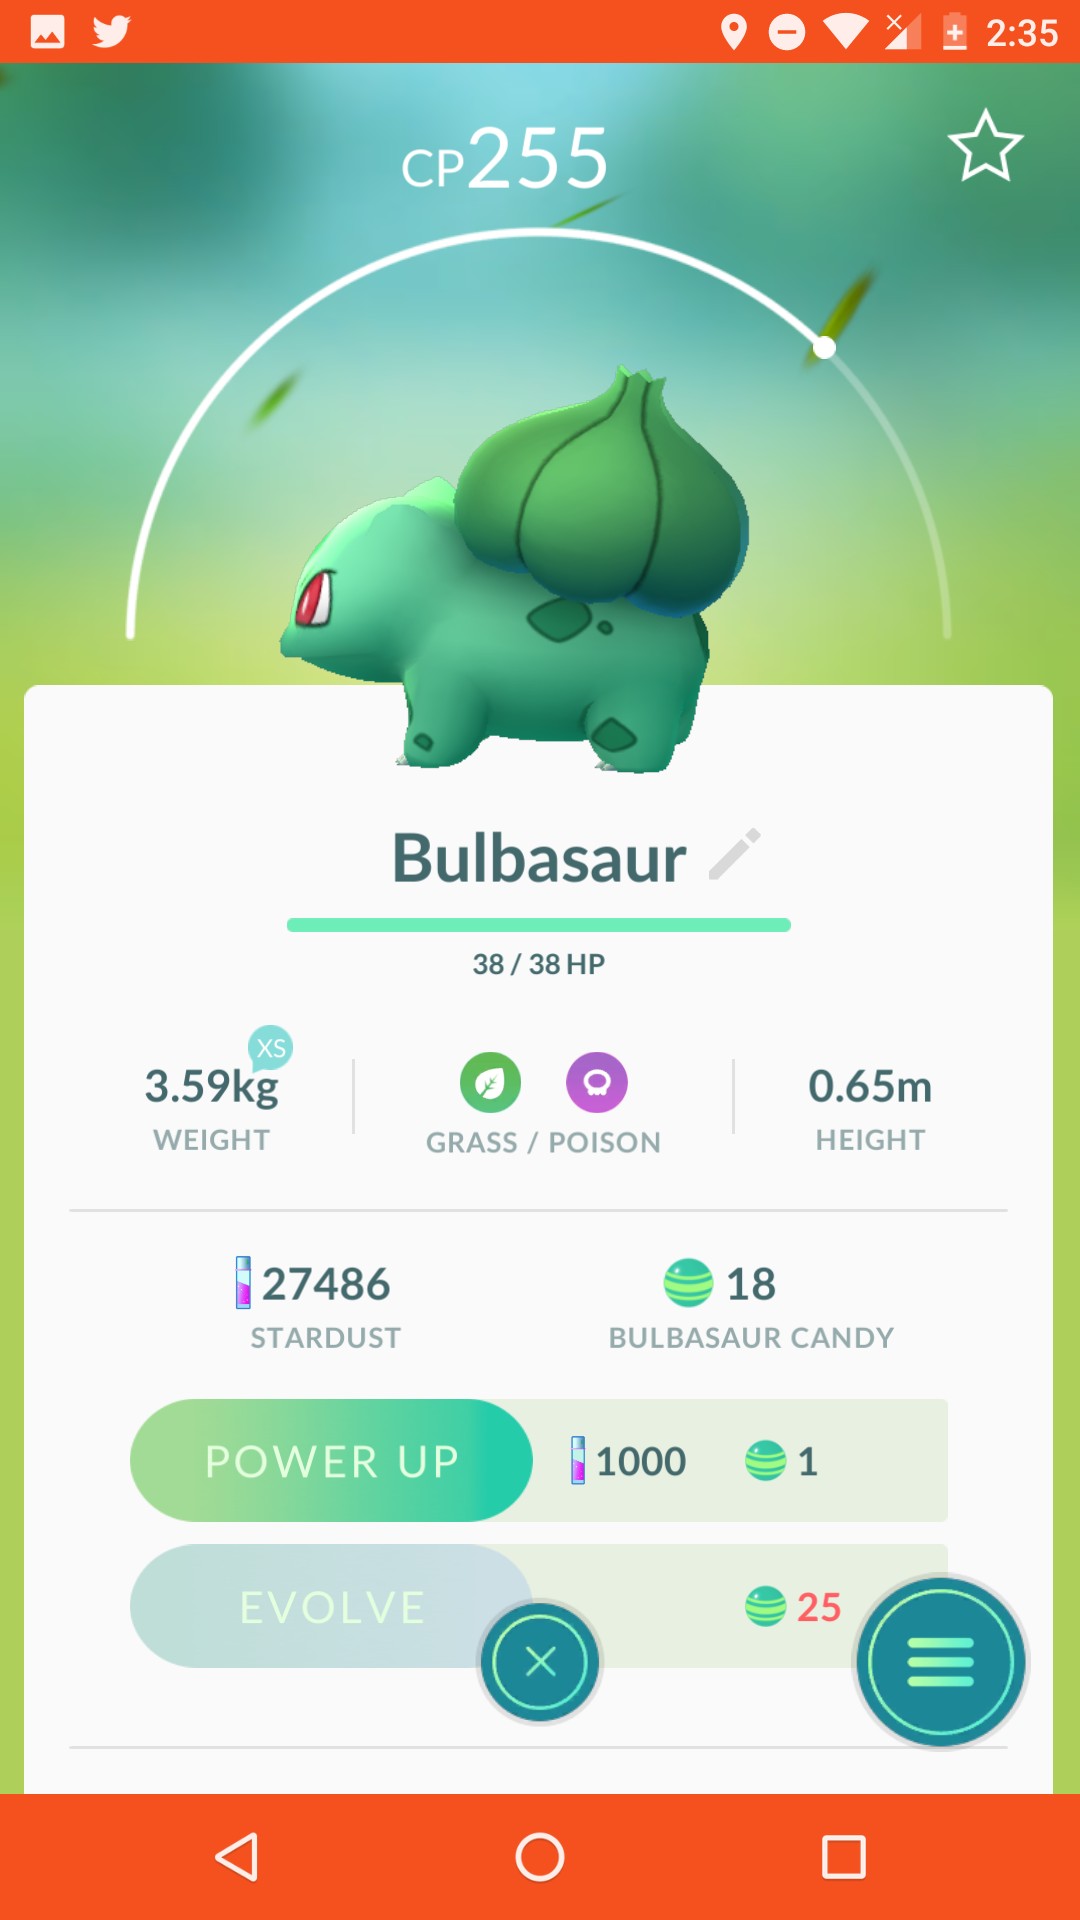 2:35
CP255
Bulbasaur
38 / 38 HP
XS
3.59kg
WEIGHT
GRASS / POISON
0.65m
HEIGHT
27486
STARDUST
18
BULBASAUR CANDY
POWER UP 1000 1
EVOLVE 25